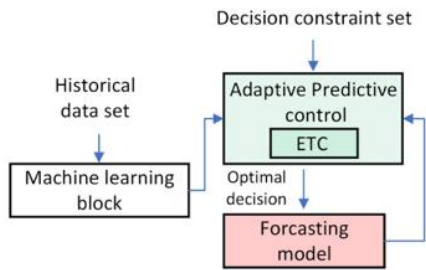 Decision constraint set
Historical
data set
Adaptive Predictive
control
ETC
Machine learning
block
Optimal
decision
Forcasting
model